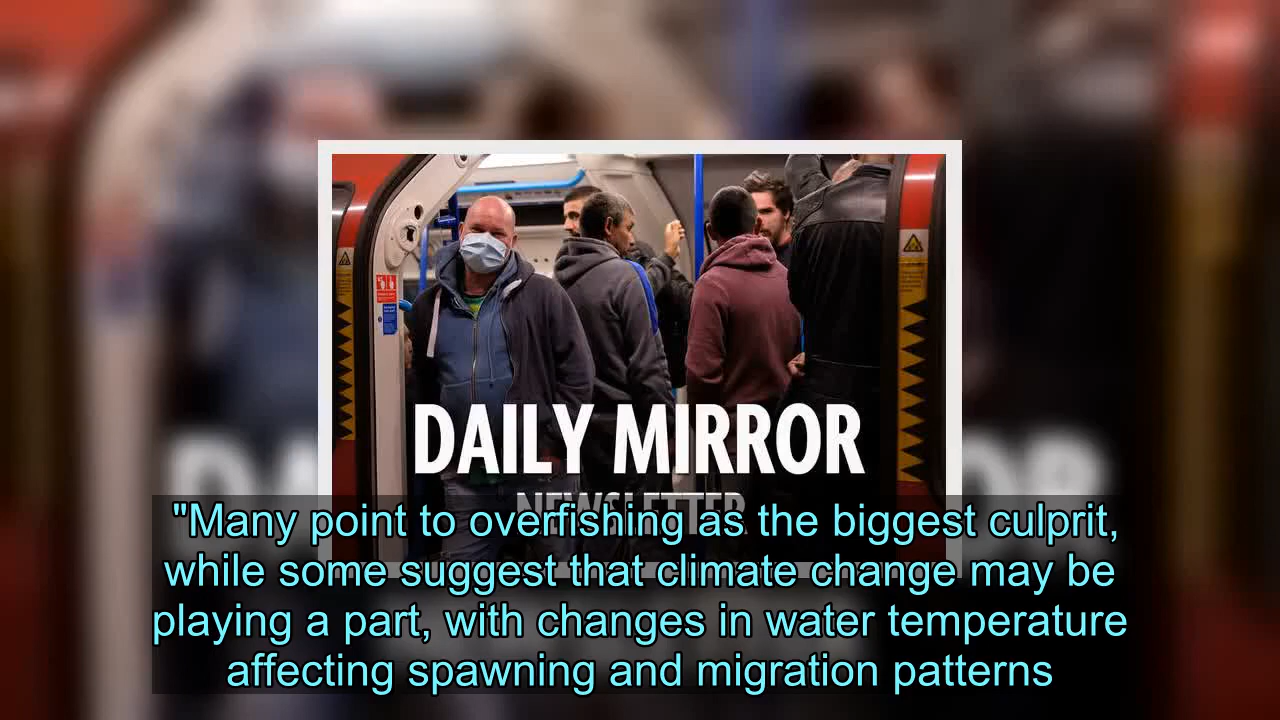 DAILY MIRROR
NEWSLETTER
"Many point to overfishing as the biggest culprit,
while some suggest that climate change may be
playing a part, with changes in water temperature
affecting spawning and migration patterns